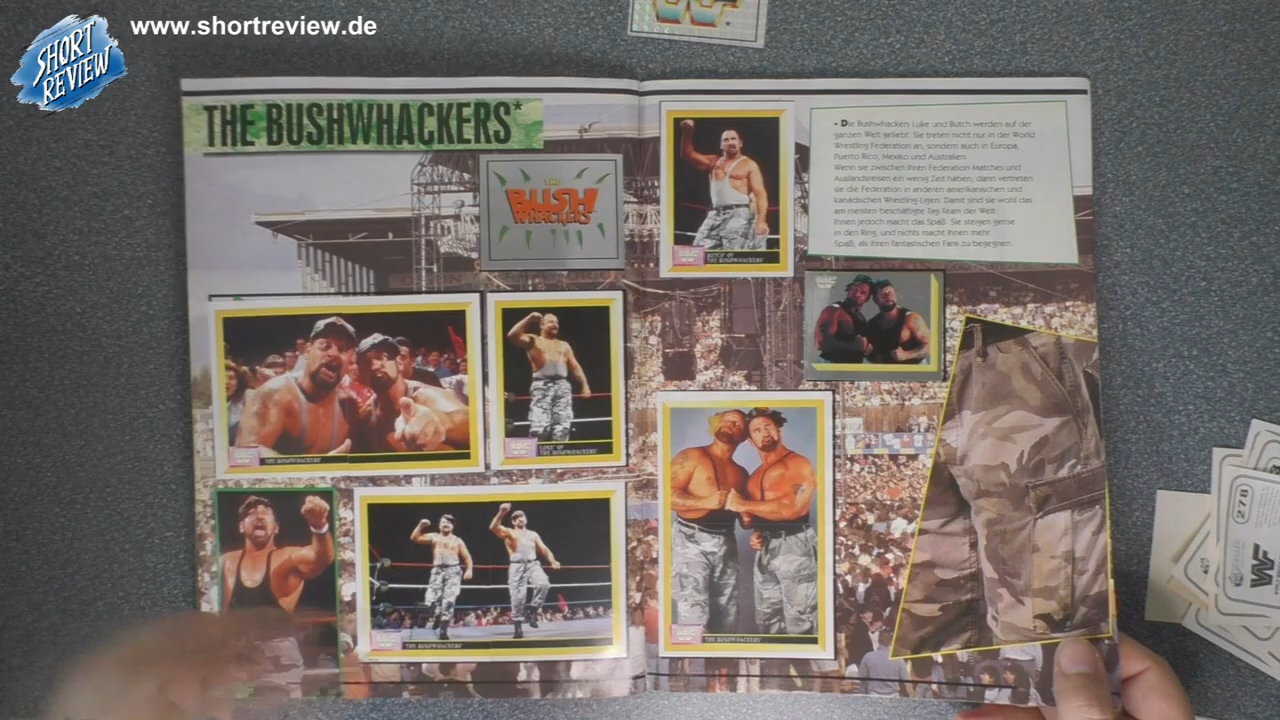 SHORT
REVIEW
www.shortreview.de
THE BUSHWHACKERS*
THE
BUSH
WHACKERS
BUTCH OF
THE BUSHWHACKERS
• Die Bushwhackers Luke und Butch werden auf der
ganzen Welt geliebt. Sie treten nicht nur in der World
Wrestling Federation an, sondern auch in Europa,
Puerto Rico, Mexiko und Australien.
Wenn sie zwischen ihren Federation-Matches und
Auslandsreisen ein wenig Zeit haben, dann vertreten
sie die Federation in anderen amerikanischen und
kanadischen Wrestling-Ligen. Damit sind sie wohl das
am meisten beschäftigte Tag-Team der Welt.
Ihnen jedoch macht das Spaß. Sie steigen gerne
in den Ring, und nichts macht ihnen mehr
Spaß, als ihren fantastischen Fans zu begegnen.
THE BUSHWHACKERS
LUKE OF
THE BUSHWHACKERS
THE BUSHWHACKERS
THE BUSHWHACKERS
278